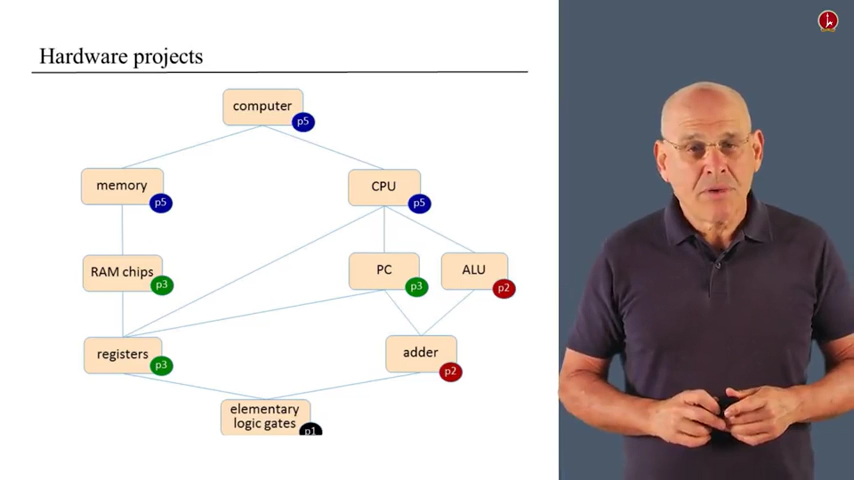 Hardware projects
computer
p5
memory
p5
CPU
p5
RAM chips
p3
PC
p3
ALU
p2
registers
p3
adder
p2
elementary
logic gates
p1